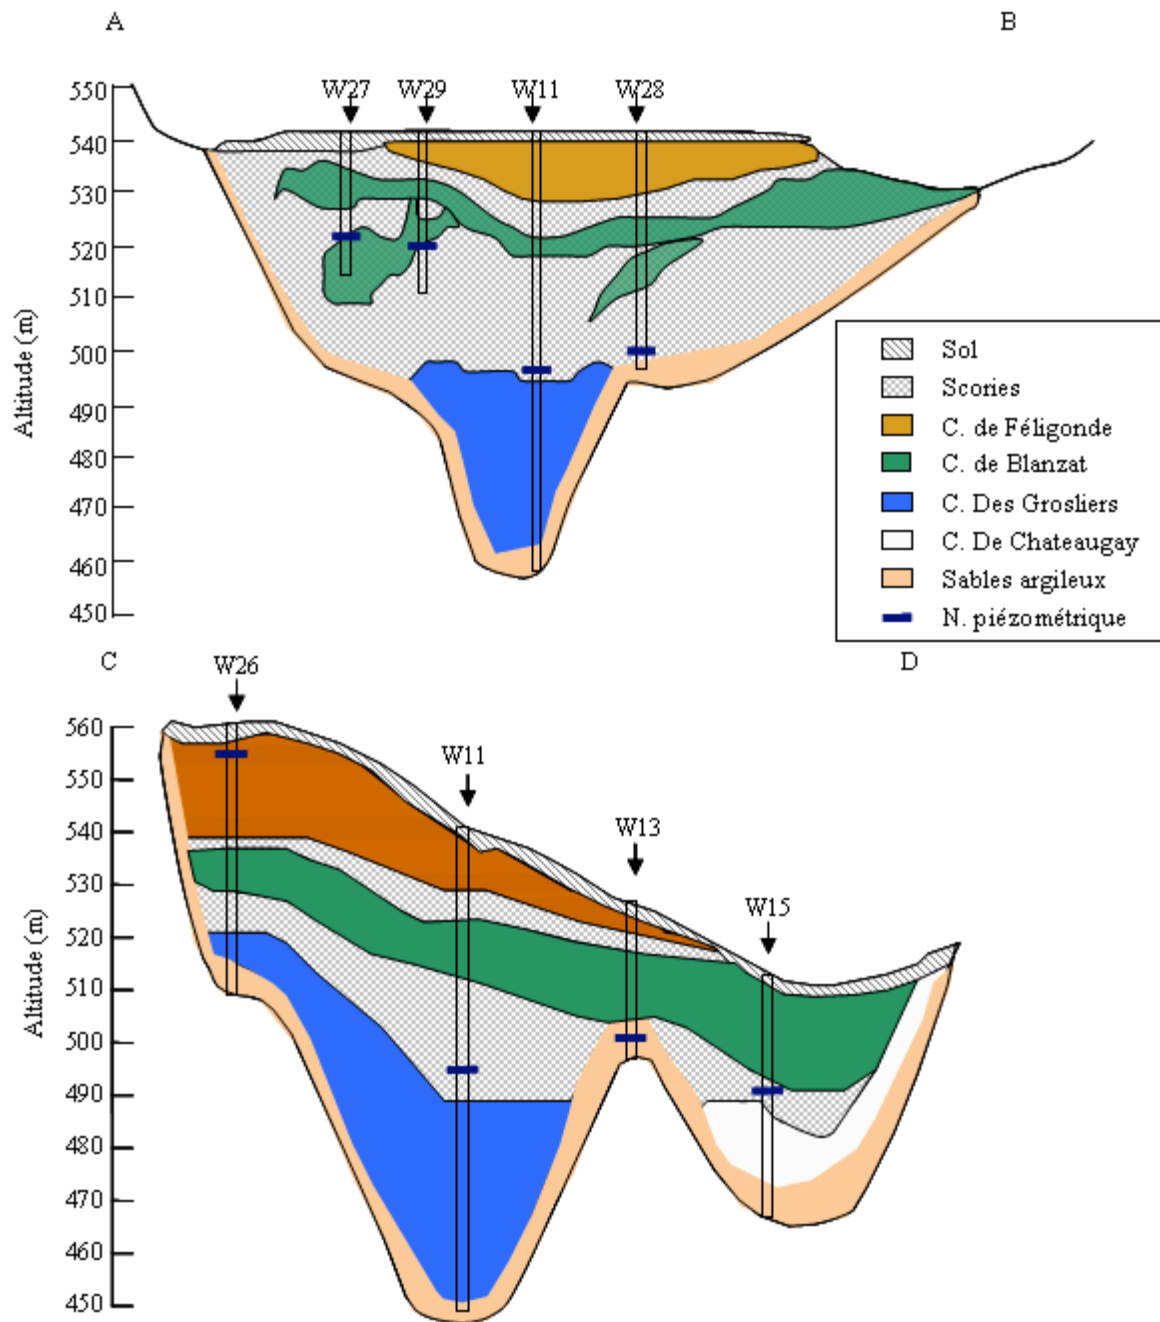 A B
W27 W29 W11 W28
550
540
530
520
510
500
490
480
470
460
450
Altitude (m)
Sol
Scories
C. de Féligonde
C. de Blanzat
C. Des Grosliers
C. De Chateaugay
Sables argileux
N. piézométrique
C D
W26
W11
W13
W15
560
550
540
530
520
510
500
490
480
470
460
450
Altitude (m)